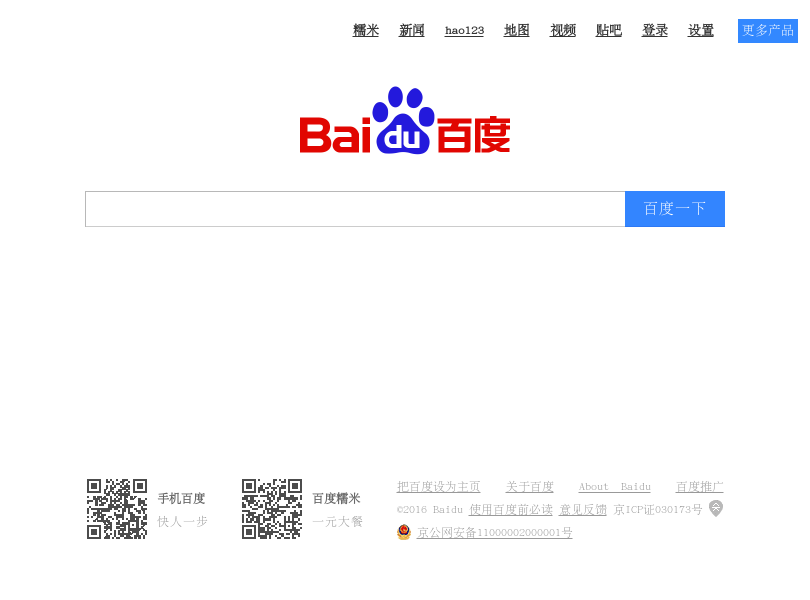 糯米 新闻 hao123 地图 视频 贴吧 登录 设置 更多产品
Bai du 百度
百度一下
手机百度
快人一步
百度糯米
一元大餐
把百度设为主页 关于百度 About Baidu 百度推广
©2016 Baidu 使用百度前必读 意见反馈 京ICP证030173号
京公网安备11000002000001号